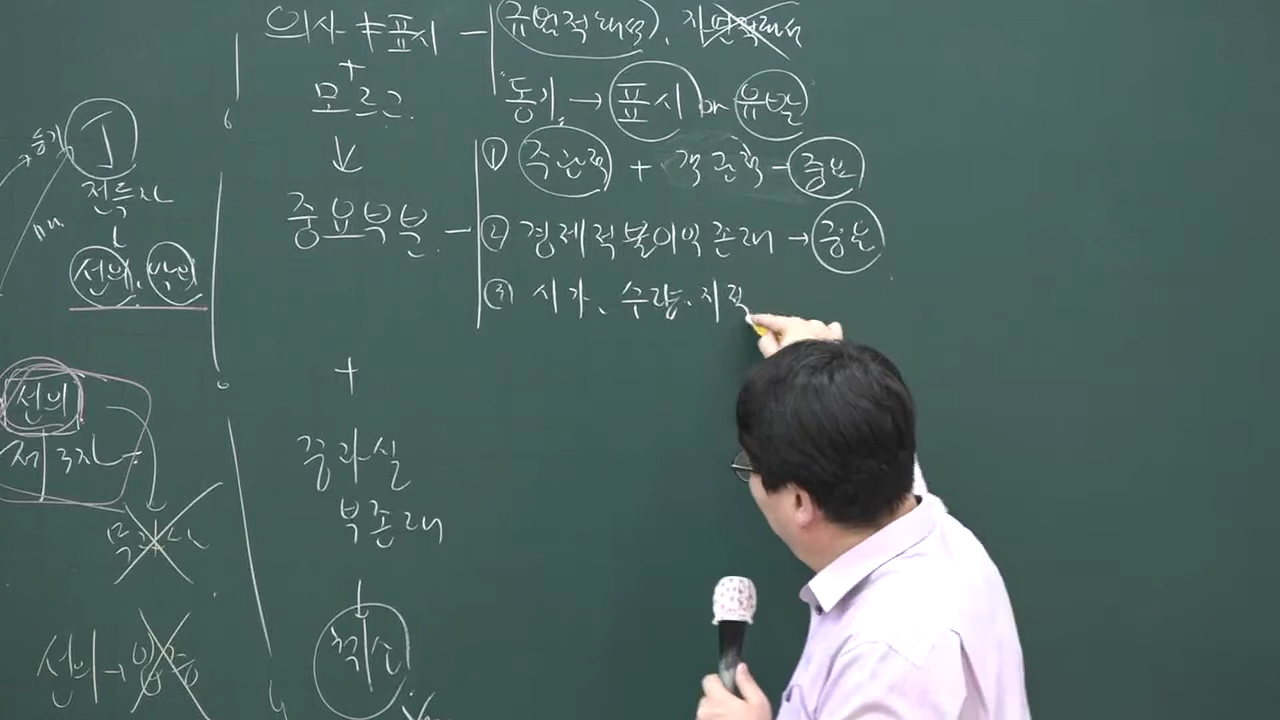 의사≠표시 - 규범적해석, 자연적해석
+
모르고
동기 → 표시 or 유발
↓
중요부분 -
① 주관적 + 객관적 - 중요
② 경제적불이익 존재 → 중요
③ 시가, 수량, 지적
+
중과실
부존재
↓
취소
동기
전득자
↓
선의, 악의
선의
제3자
선의 →